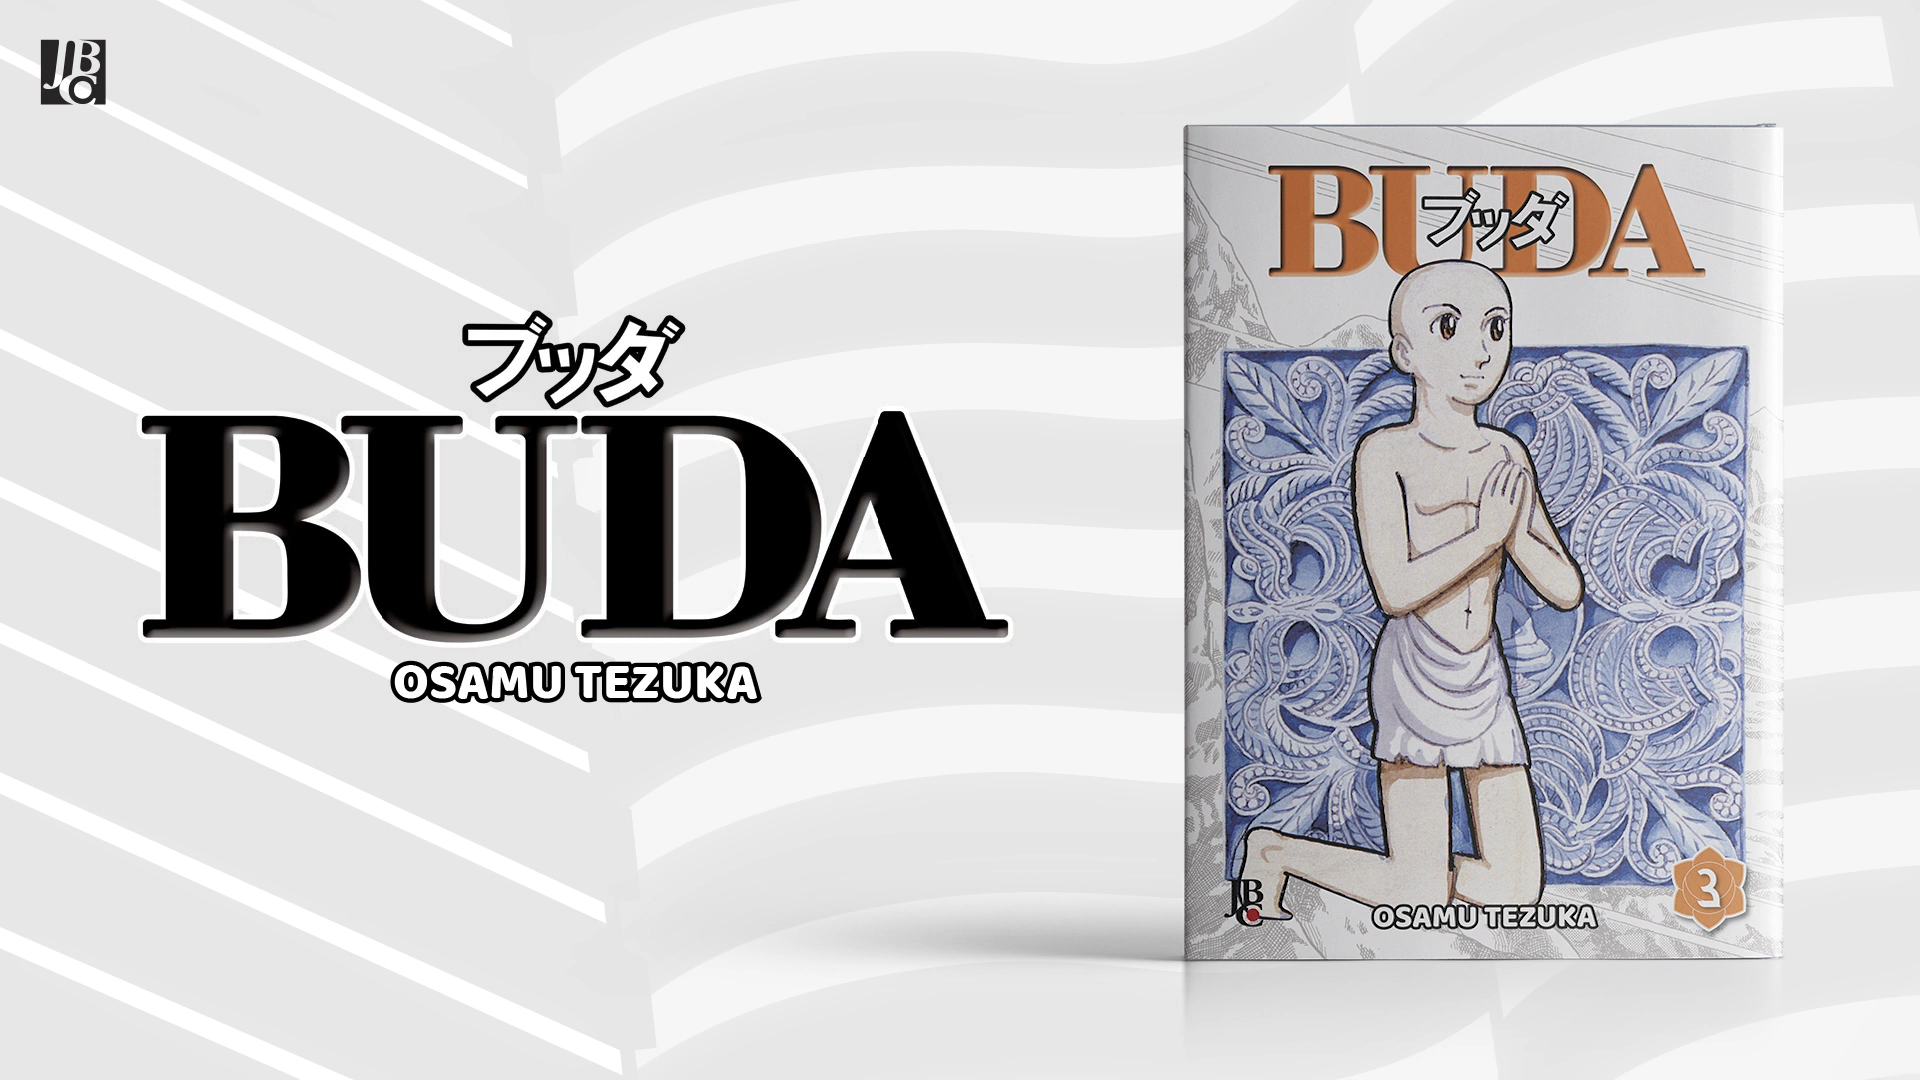 JBC
ブッダ
BUDA
OSAMU TEZUKA
BUDA
ブッダ
JBC
OSAMU TEZUKA
3